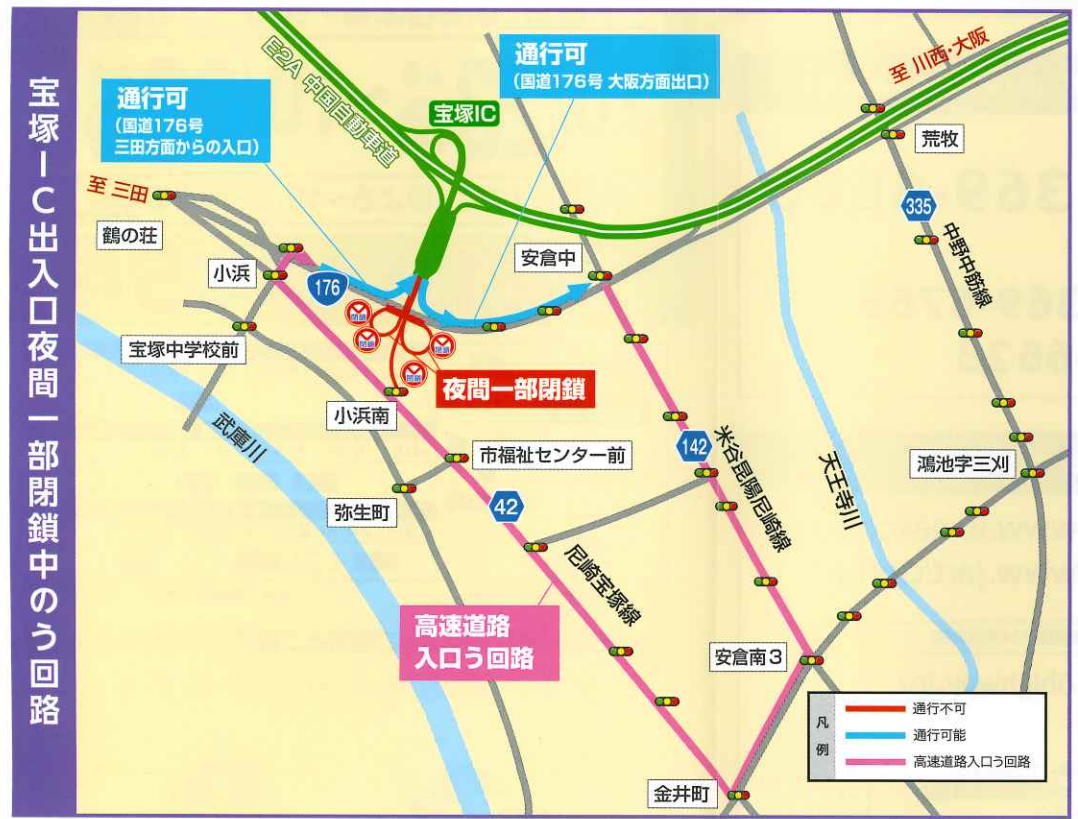 宝塚IC出入口夜間一部閉鎖中のう回路
通行可
(国道176号
三田方面からの入口)
通行可
(国道176号 大阪方面出口)
E2A 中国自動車道
宝塚IC
至 川西・大阪
荒牧
至 三田
鶴の荘
小浜
176
安倉中
335
中野中筋線
宝塚中学校前
閉鎖
閉鎖
閉鎖
閉鎖
夜間一部閉鎖
小浜南
武庫川
市福祉センター前
142
米谷昆陽尼崎線
天王寺川
鴻池字三刈
弥生町
42
尼崎宝塚線
高速道路
入口う回路
安倉南3
金井町
凡例
通行不可
通行可能
高速道路入口う回路